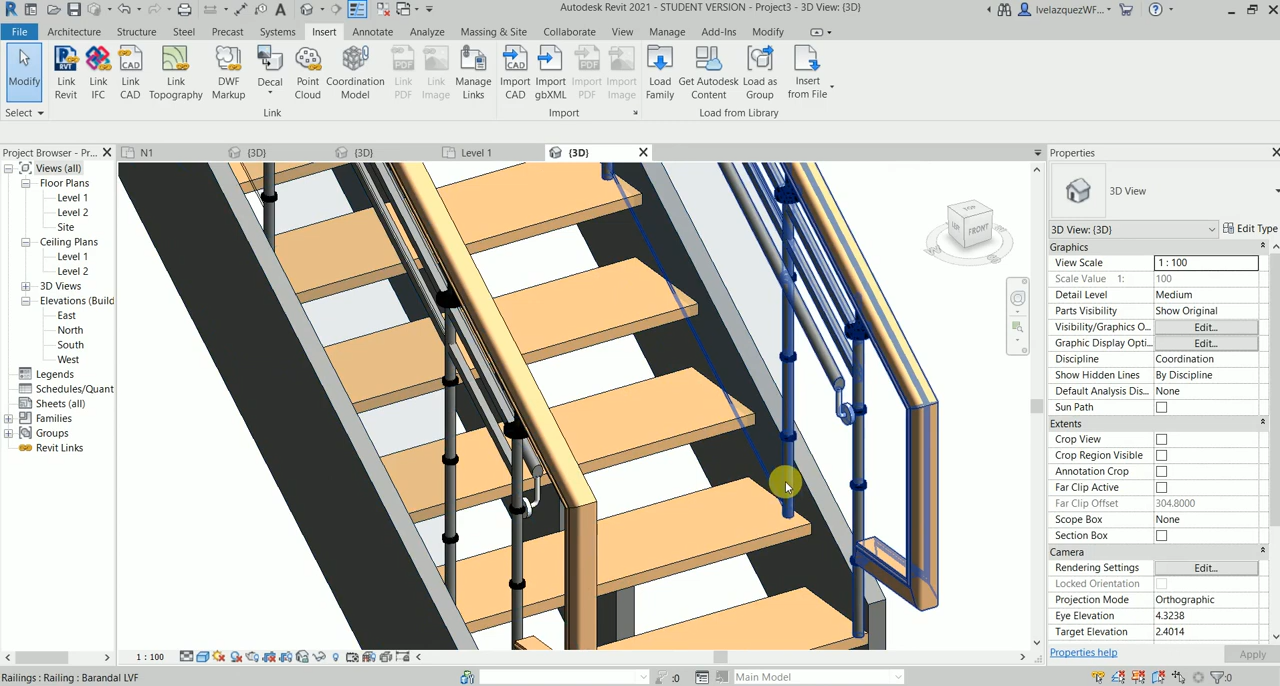 Autodesk Revit 2021 - STUDENT VERSION - Project3 - 3D View: {3D}
lvelazquezWF...
File Architecture Structure Steel Precast Systems Insert Annotate Analyze Massing & Site Collaborate View Manage Add-Ins Modify
Modify
Link Revit
Link IFC
Link CAD
Link Topography
DWF Markup
Decal
Point Cloud
Coordination Model
Link PDF
Link Image
Manage Links
Import CAD
Import gbXML
Import PDF
Import Image
Load Family
Get Autodesk Content
Load as Group
Insert from File
Select Link Import Load from Library
Project Browser - Pr...
N1 {3D} {3D} Level 1 {3D}
Properties
Views (all)
Floor Plans
Level 1
Level 2
Site
Ceiling Plans
Level 1
Level 2
3D Views
Elevations (Build
East
North
South
West
Legends
Schedules/Quant
Sheets (all)
Families
Groups
Revit Links
FRONT
3D View
3D View: {3D} Edit Type
Graphics
View Scale 1 : 100
Scale Value 1: 100
Detail Level Medium
Parts Visibility Show Original
Visibility/Graphics O... Edit...
Graphic Display Opti... Edit...
Discipline Coordination
Show Hidden Lines By Discipline
Default Analysis Dis... None
Sun Path
Extents
Crop View
Crop Region Visible
Annotation Crop
Far Clip Active
Far Clip Offset 304.8000
Scope Box None
Section Box
Camera
Rendering Settings Edit...
Locked Orientation
Projection Mode Orthographic
Eye Elevation 4.3238
Target Elevation 2.4014
Properties help Apply
1 : 100
Railings : Railing : Barandal LVF
:0
Main Model
:0